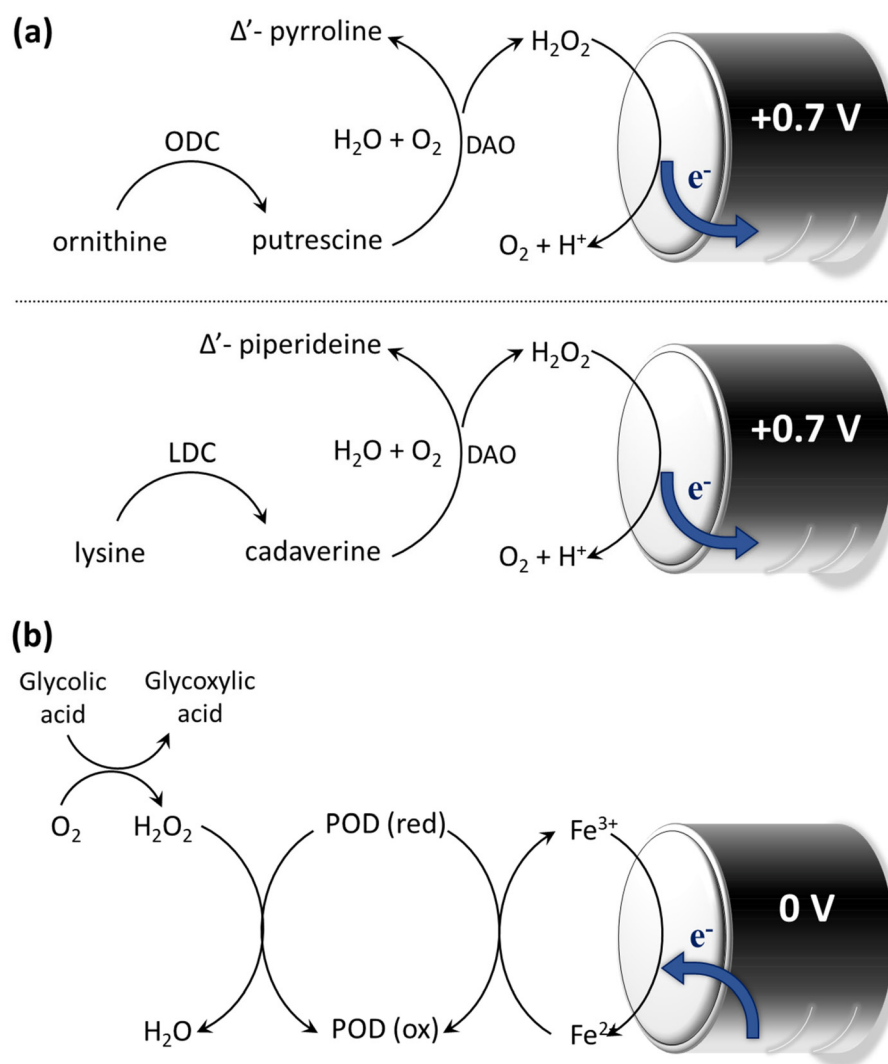 (a)
Δ’- pyrroline
H₂O₂
+0.7 V
ODC
H₂O + O₂
DAO
e⁻
ornithine
putrescine
O₂ + H⁺
Δ’- piperideine
H₂O₂
+0.7 V
LDC
H₂O + O₂
DAO
e⁻
lysine
cadaverine
O₂ + H⁺
(b)
Glycolic
acid
Glycoxylic
acid
O₂
H₂O₂
POD (red)
Fe³⁺
0 V
e⁻
H₂O
POD (ox)
Fe²⁺